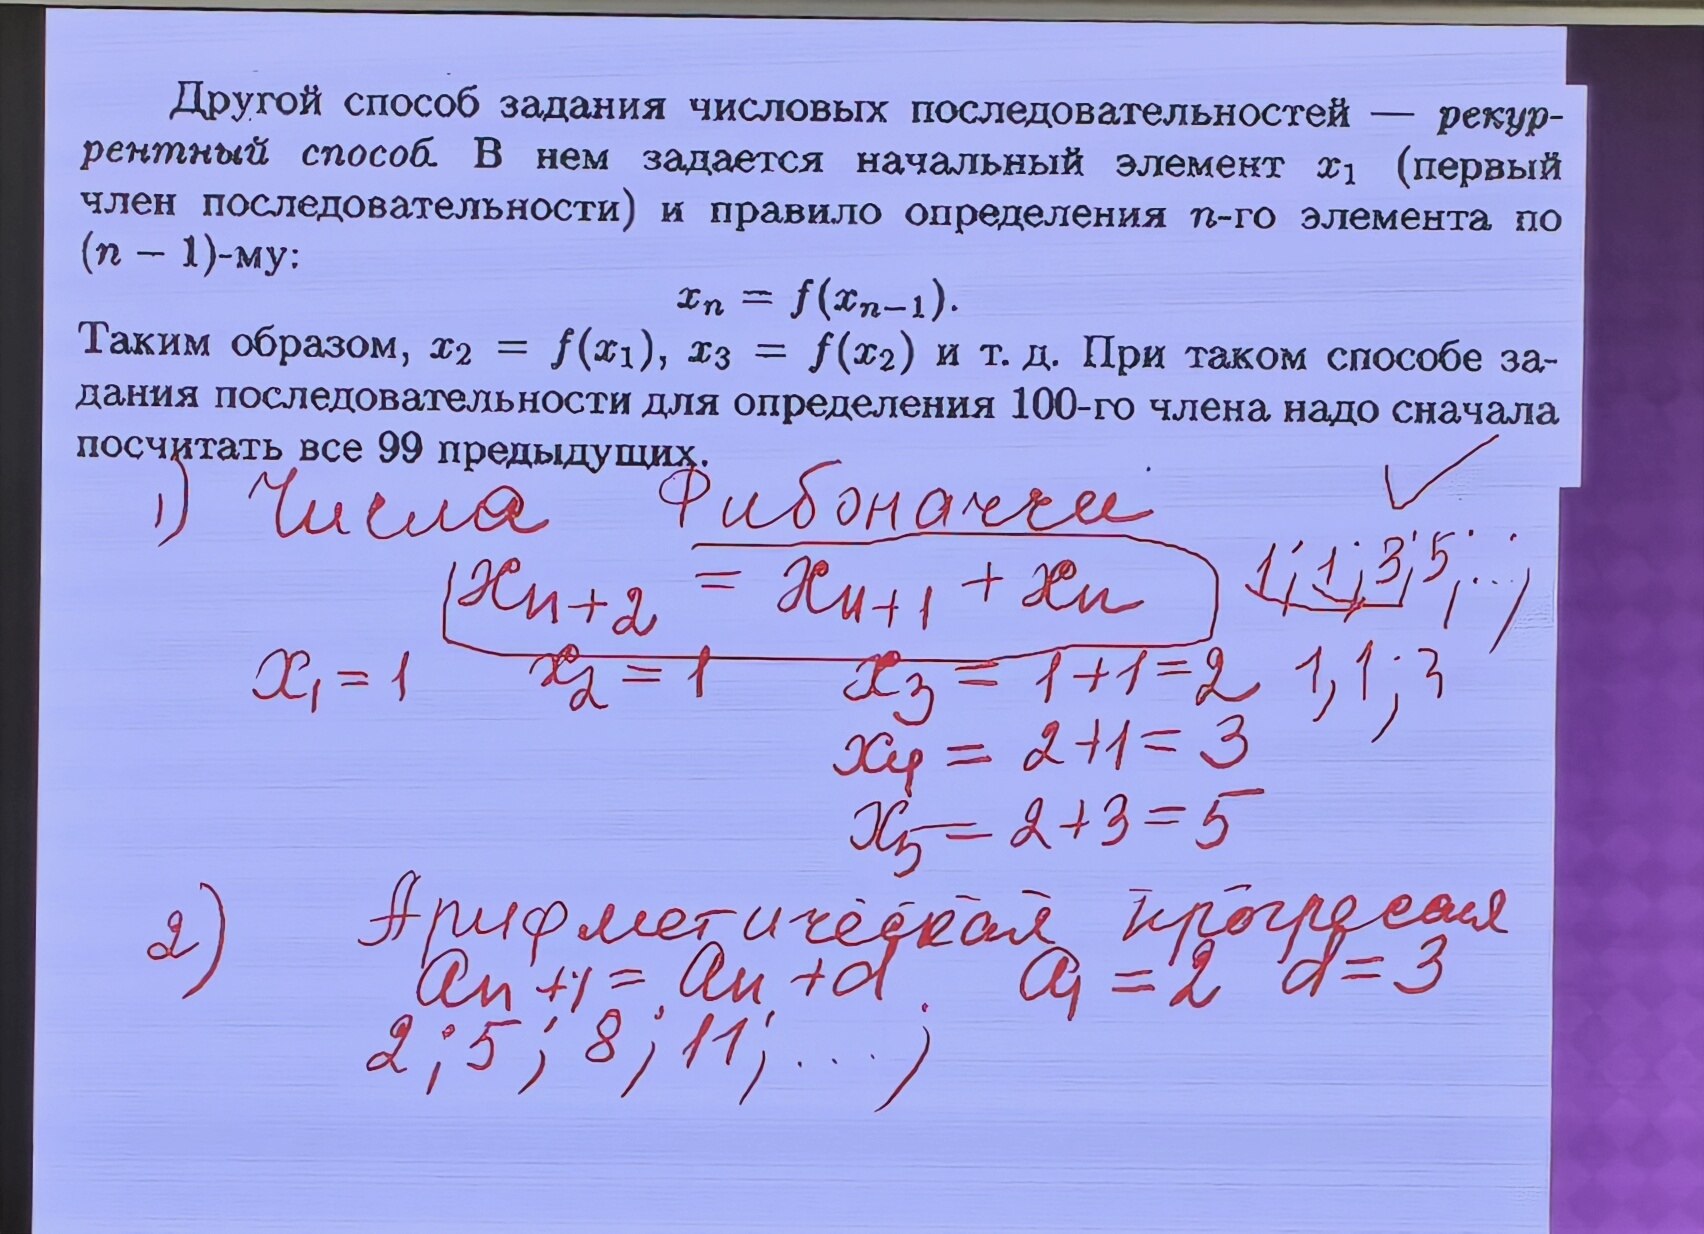 Другой способ задания числовых последовательностей — рекур-
рентный способ. В нем задается начальный элемент x₁ (первый
член последовательности) и правило определения n-го элемента по
(n − 1)-му:
xₙ = f(xₙ₋₁).
Таким образом, x₂ = f(x₁), x₃ = f(x₂) и т. д. При таком способе за-
дания последовательности для определения 100-го члена надо сначала
посчитать все 99 предыдущих.
1) Числа Фибоначчи
xₙ₊₂ = xₙ₊₁ + xₙ 1; 1; 3; 5; ...;
x₁ = 1 x₂ = 1 x₃ = 1+1=2 1, 1; 3
x₄ = 2+1=3
x₅ = 2+3=5
2) Арифметическая прогрессия
aₙ₊₁ = aₙ + d a₁ = 2 d = 3
2; 5; 8; 11; ....;